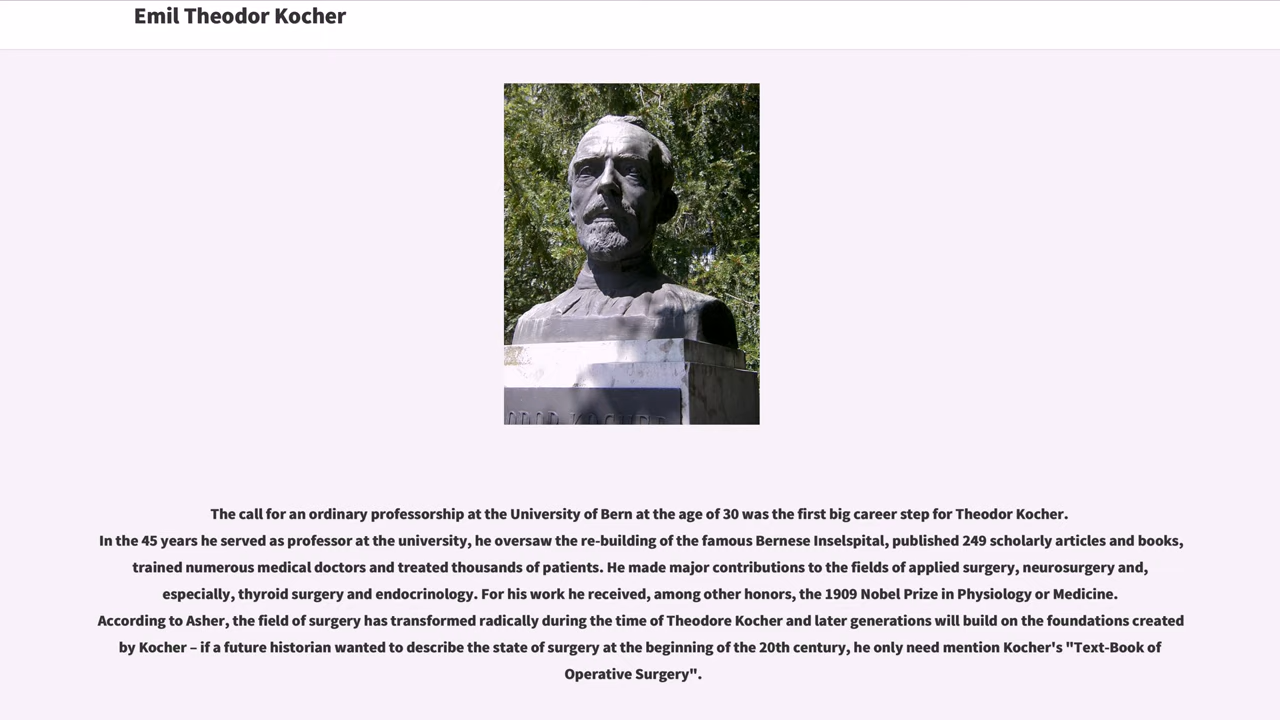 Emil Theodor Kocher
ODOR KOCHER
The call for an ordinary professorship at the University of Bern at the age of 30 was the first big career step for Theodor Kocher.
In the 45 years he served as professor at the university, he oversaw the re-building of the famous Bernese Inselspital, published 249 scholarly articles and books,
trained numerous medical doctors and treated thousands of patients. He made major contributions to the fields of applied surgery, neurosurgery and,
especially, thyroid surgery and endocrinology. For his work he received, among other honors, the 1909 Nobel Prize in Physiology or Medicine.
According to Asher, the field of surgery has transformed radically during the time of Theodore Kocher and later generations will build on the foundations created
by Kocher – if a future historian wanted to describe the state of surgery at the beginning of the 20th century, he only need mention Kocher's "Text-Book of
Operative Surgery".